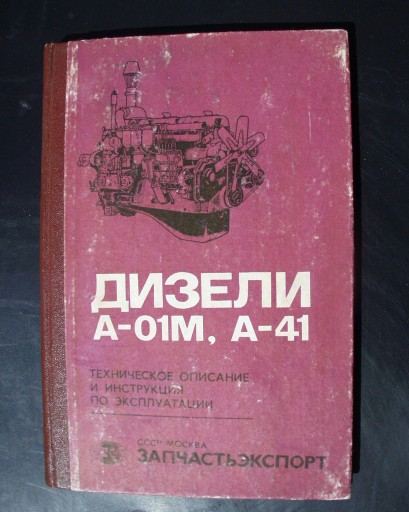 ДИЗЕЛИ
А-01М, А-41
ТЕХНИЧЕСКОЕ ОПИСАНИЕ
И ИНСТРУКЦИЯ
ПО ЭКСПЛУАТАЦИИ
СССР МОСКВА
ЗАПЧАСТЬЭКСПОРТ